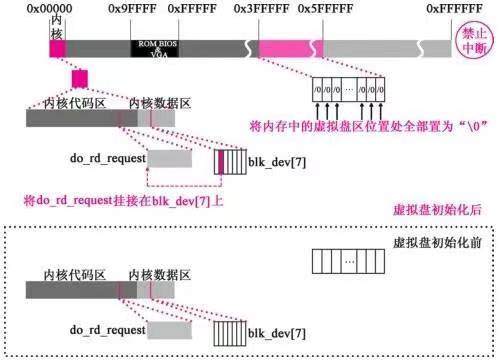 0x00000 0x9FFFF 0xFFFFF 0x3FFFFF 0x5FFFFF 0xFFFFFF
内核
ROM BIOS
&
VGA
禁止
中断
/0 /0 /0 … /0 /0 /0
内核代码区 内核数据区
将内存中的虚拟盘区位置处全部置为“\0”
do_rd_request blk_dev[7]
将do_rd_request挂接在blk_dev[7]上
虚拟盘初始化后
虚拟盘初始化前
…
内核代码区 内核数据区
do_rd_request blk_dev[7]